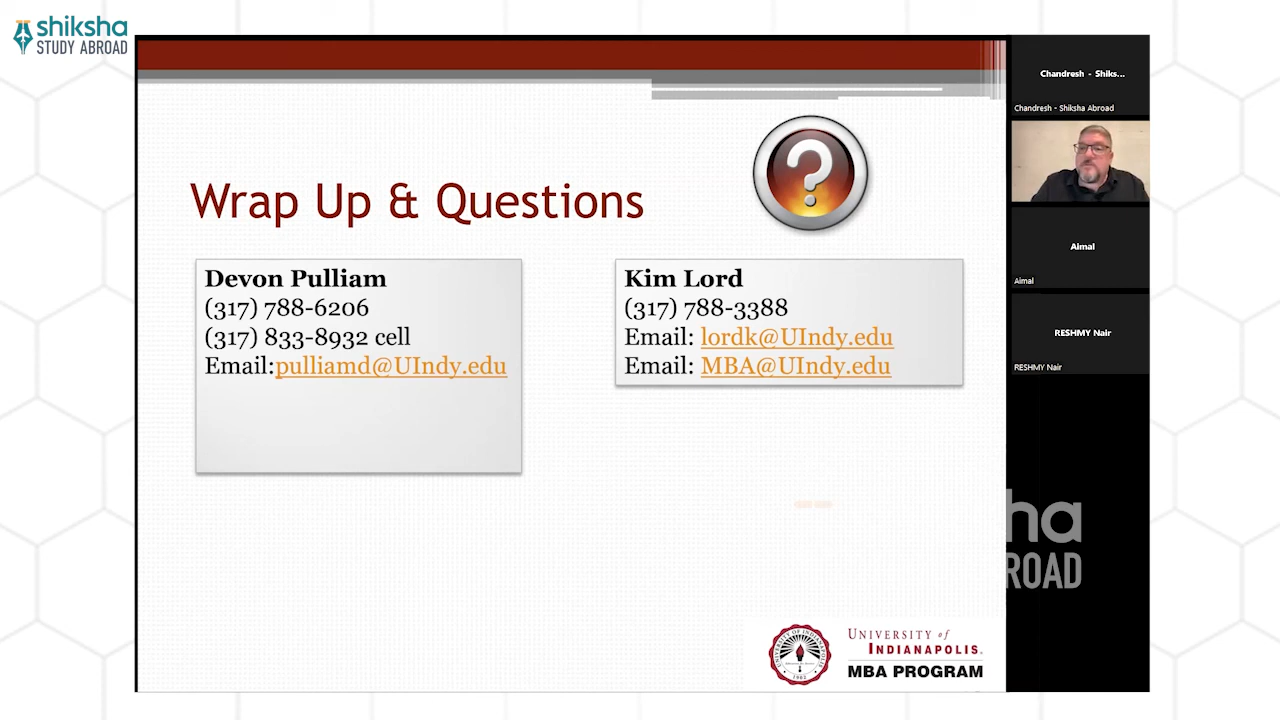 shiksha
STUDY ABROAD
Wrap Up & Questions
?
Devon Pulliam
(317) 788-6206
(317) 833-8932 cell
Email:pulliamd@UIndy.edu
Kim Lord
(317) 788-3388
Email: lordk@UIndy.edu
Email: MBA@UIndy.edu
UNIVERSITY of
INDIANAPOLIS.
MBA PROGRAM
Chandresh - Shiks...
Chandresh - Shiksha Abroad
Aimal
Aimal
RESHMY Nair
RESHMY Nair
ha
ROAD